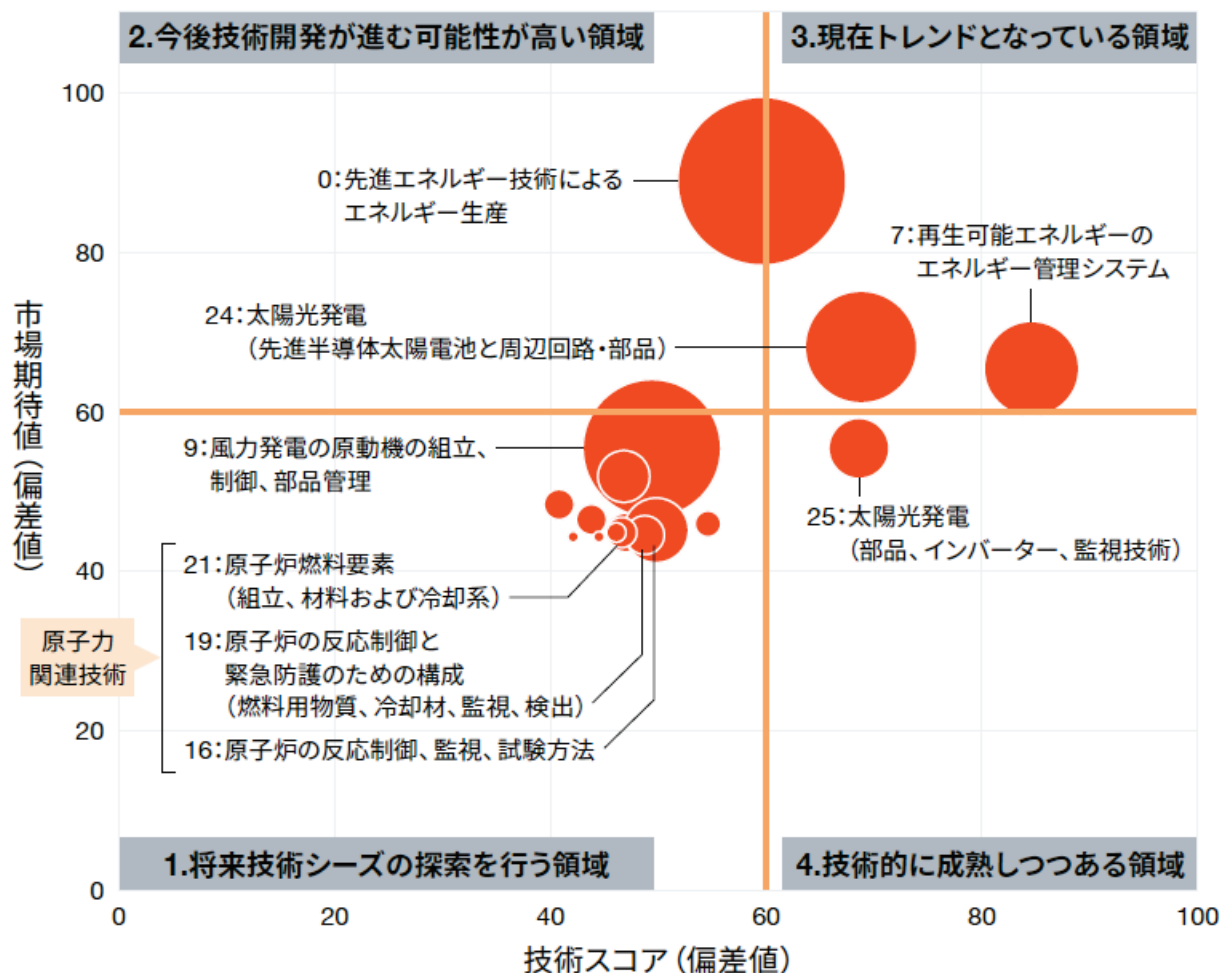 2.今後技術開発が進む可能性が高い領域
3.現在トレンドとなっている領域
100
80
60
40
20
0
市場期待値(偏差値)
0:先進エネルギー技術による
エネルギー生産
7:再生可能エネルギーの
エネルギー管理システム
24:太陽光発電
(先進半導体太陽電池と周辺回路・部品)
9:風力発電の原動機の組立、
制御、部品管理
25:太陽光発電
(部品、インバーター、監視技術)
原子力
関連技術
21:原子炉燃料要素
(組立、材料および冷却系)
19:原子炉の反応制御と
緊急防護のための構成
(燃料用物質、冷却材、監視、検出)
16:原子炉の反応制御、監視、試験方法
1.将来技術シーズの探索を行う領域
4.技術的に成熟しつつある領域
0
20
40
60
80
100
技術スコア(偏差値)